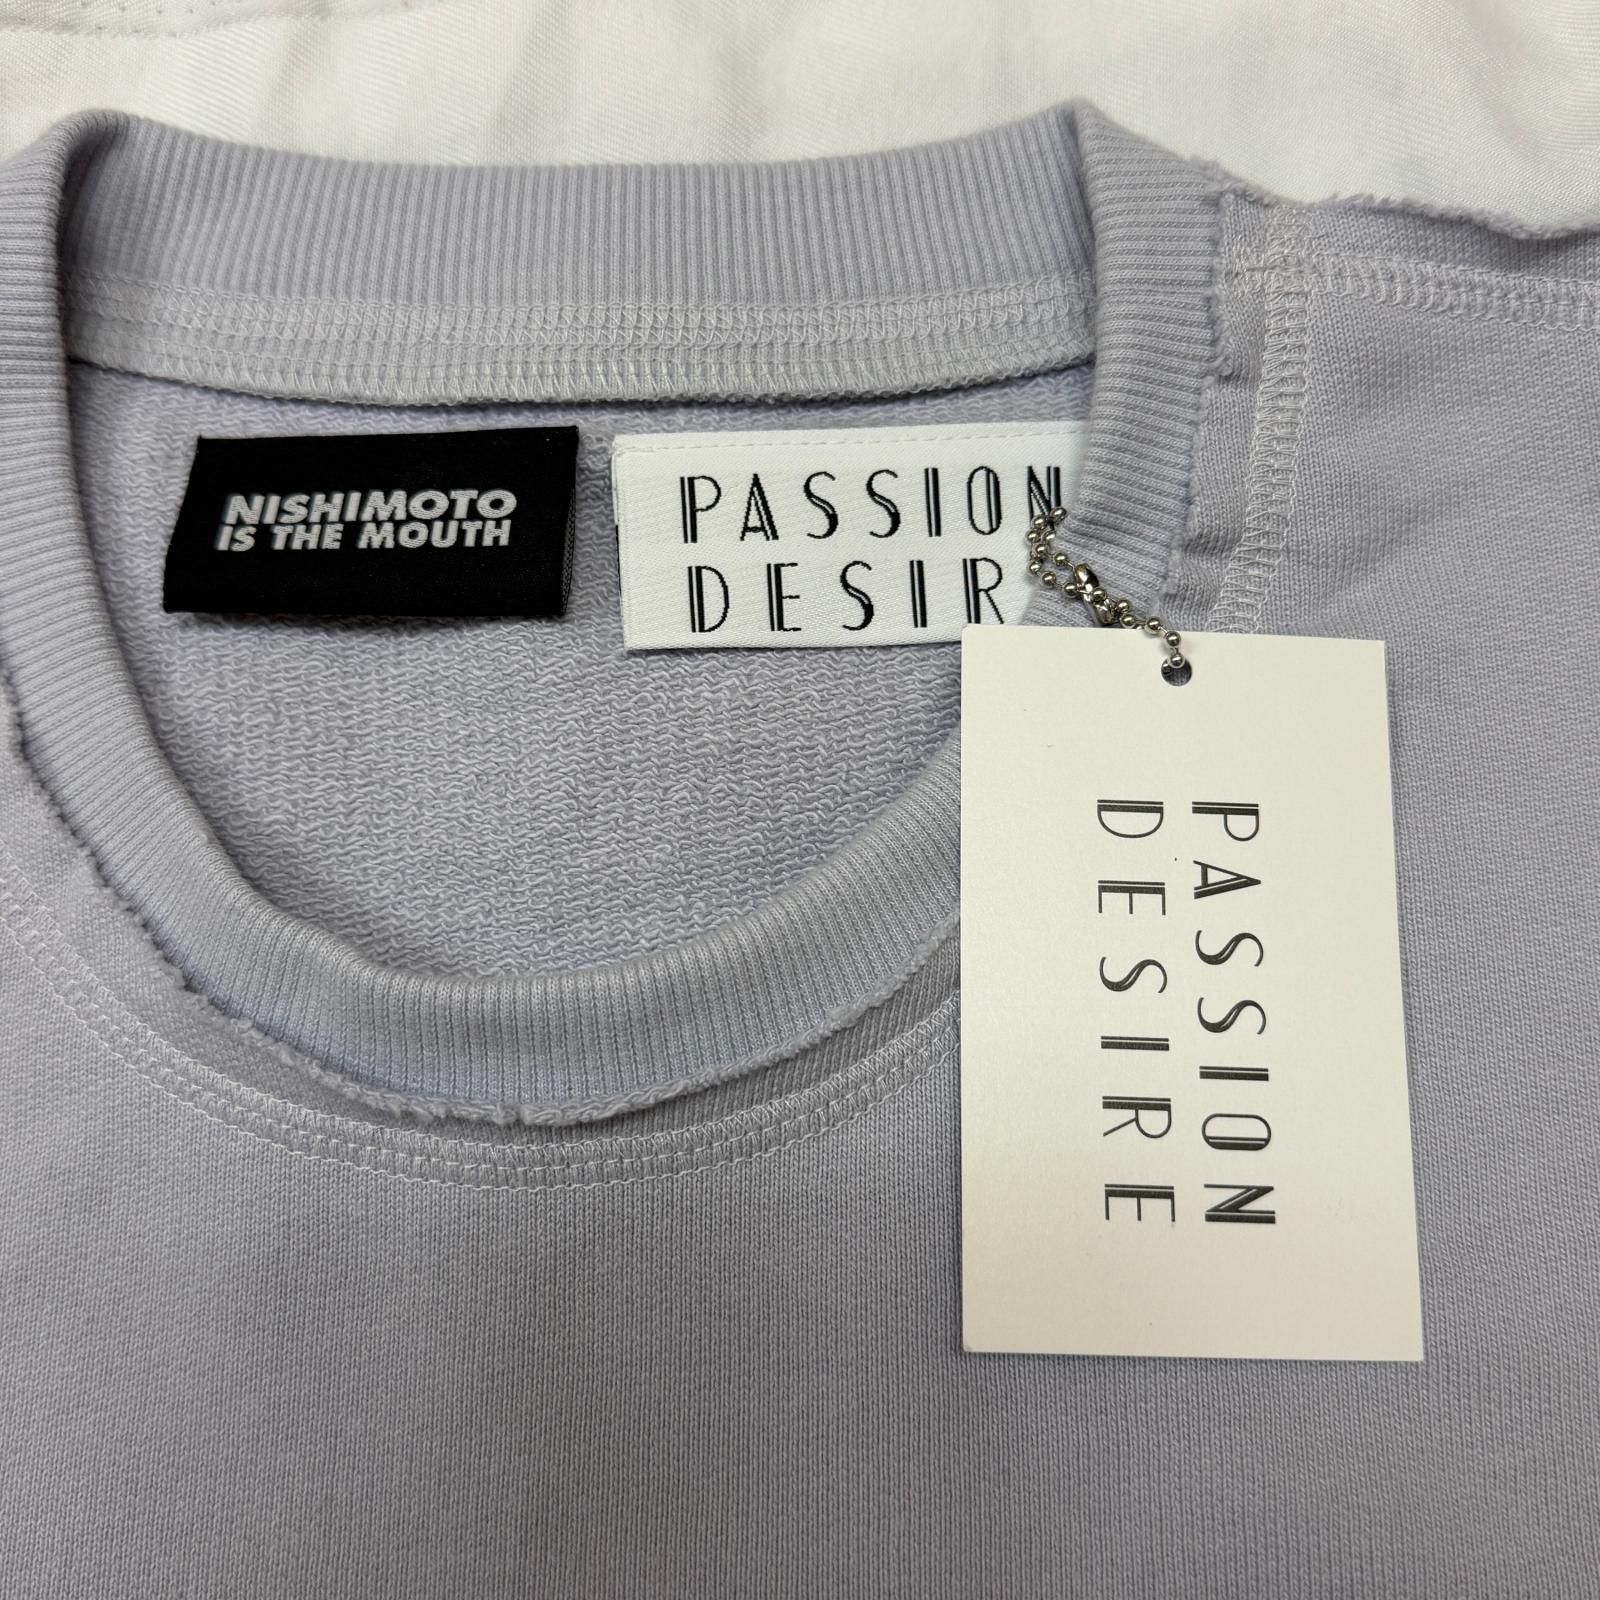 NISHIMOTO
IS THE MOUTH
PASSION
DESIR
PASSION
DESIRE